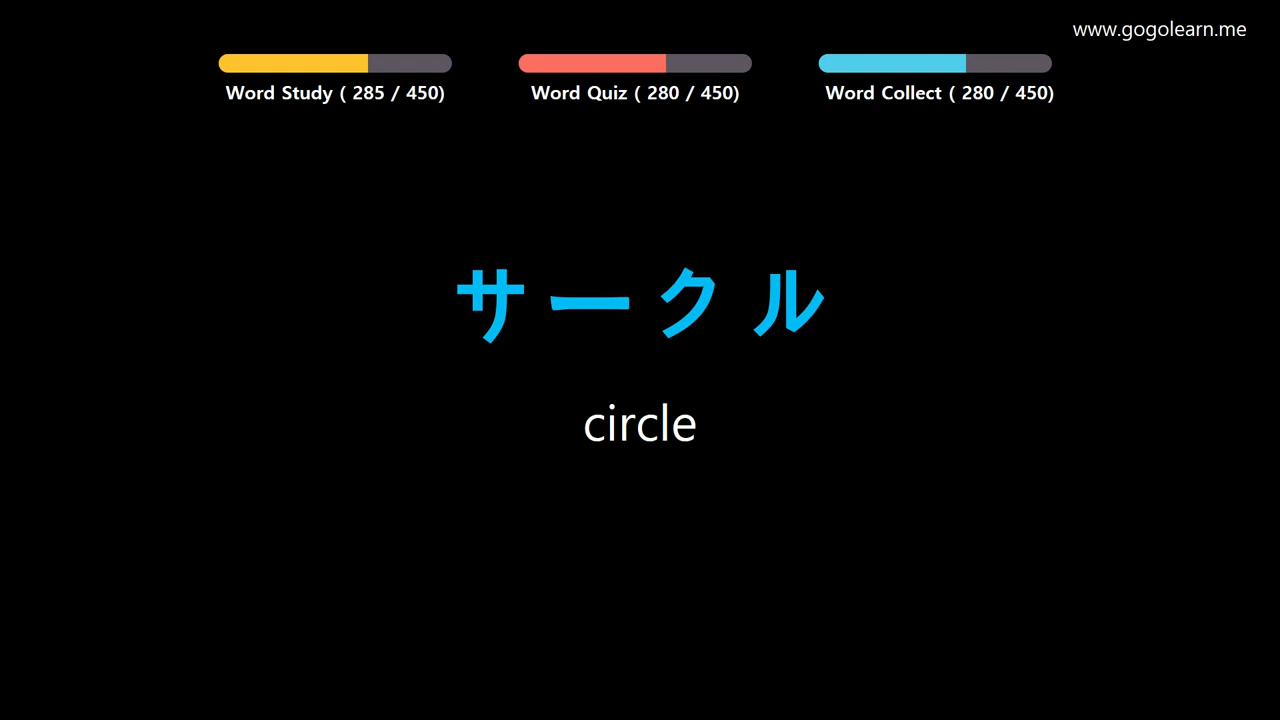 www.gogolearn.me
Word Study ( 285 / 450)
Word Quiz ( 280 / 450)
Word Collect ( 280 / 450)
サークル
circle